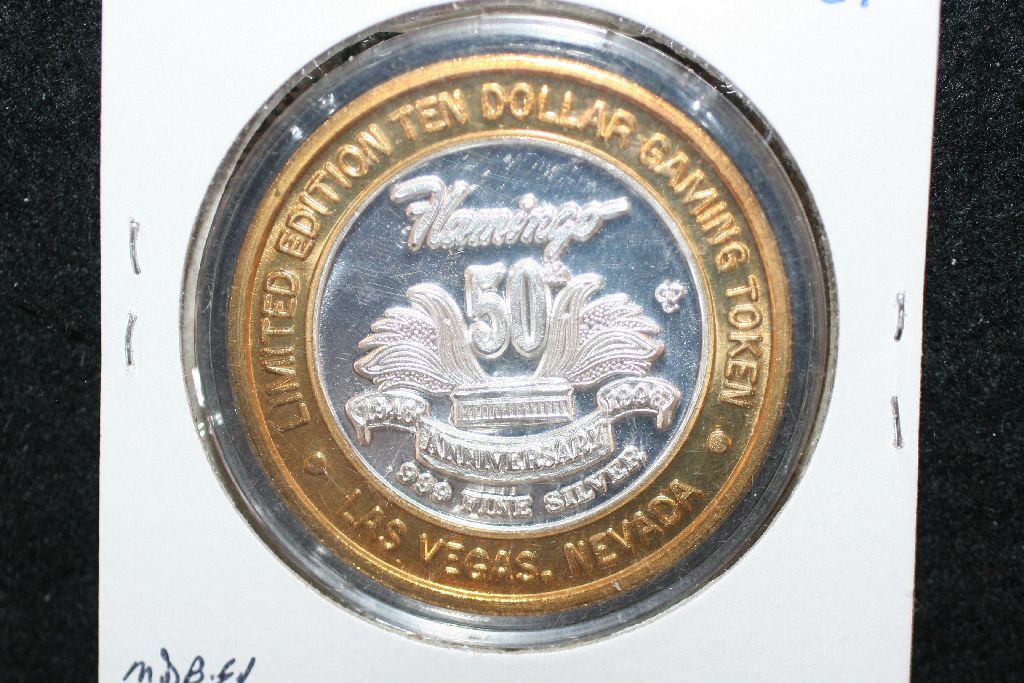 LIMITED EDITION TEN DOLLAR GAMING TOKEN
Flamingo
50th
1946 1996
ANNIVERSARY
.999 FINE SILVER
• LAS VEGAS, NEVADA •